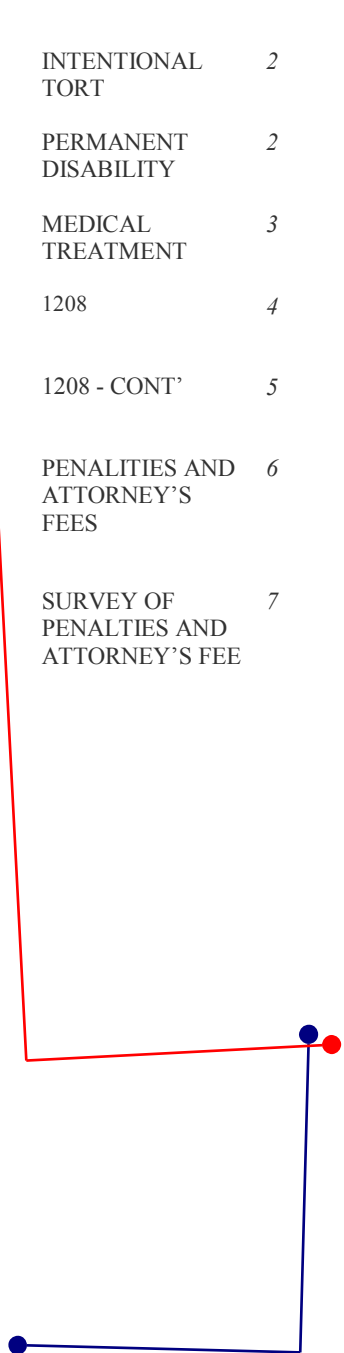 INTENTIONAL 2
TORT
PERMANENT 2
DISABILITY
MEDICAL 3
TREATMENT
1208 4
1208 - CONT’ 5
PENALITIES AND 6
ATTORNEY’S
FEES
SURVEY OF 7
PENALTIES AND
ATTORNEY’S FEE